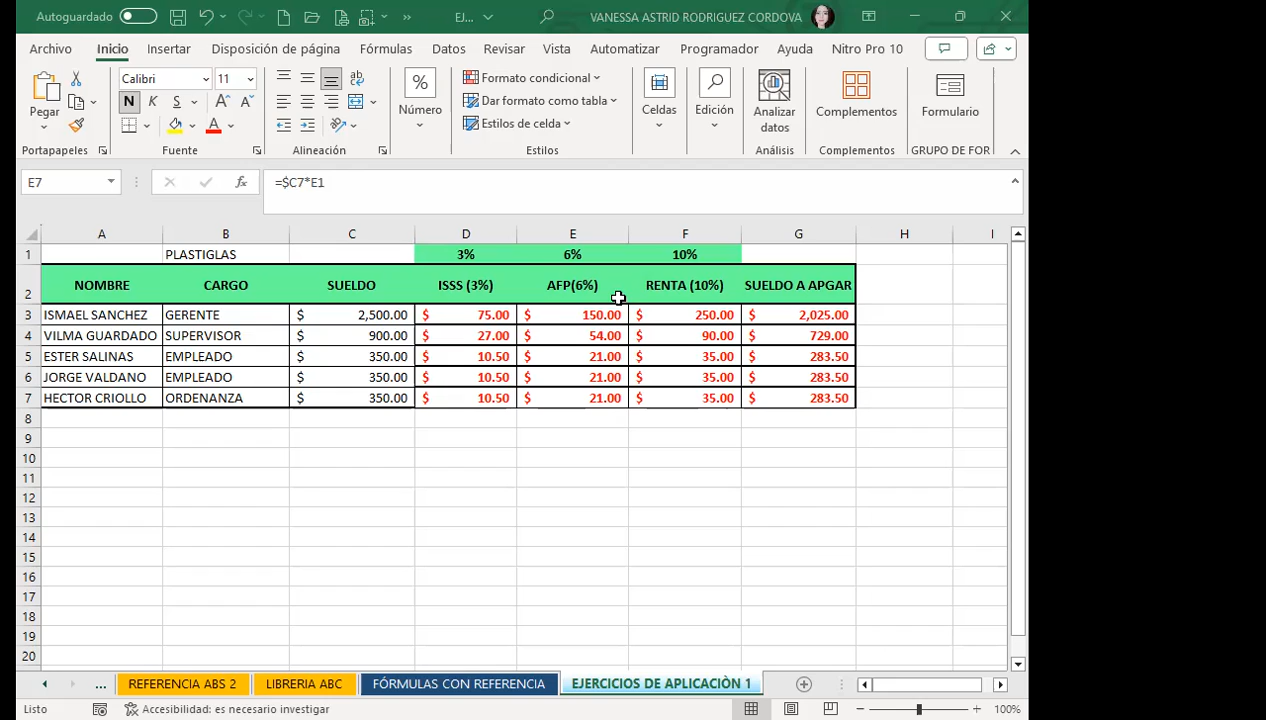 Autoguardado EJ... VANESSA ASTRID RODRIGUEZ CORDOVA
Archivo Inicio Insertar Disposición de página Fórmulas Datos Revisar Vista Automatizar Programador Ayuda Nitro Pro 10
Pegar Calibri 11 N K S Número Formato condicional Dar formato como tabla Estilos de celda Celdas Edición Analizar datos Complementos Formulario
Portapapeles Fuente Alineación Estilos Análisis Complementos GRUPO DE FOR
E7 fx =$C7*E1
A B C D E F G H I
1 PLASTIGLAS 3% 6% 10%
2 NOMBRE CARGO SUELDO ISSS (3%) AFP(6%) RENTA (10%) SUELDO A APGAR
3 ISMAEL SANCHEZ GERENTE $ 2,500.00 $ 75.00 $ 150.00 $ 250.00 $ 2,025.00
4 VILMA GUARDADO SUPERVISOR $ 900.00 $ 27.00 $ 54.00 $ 90.00 $ 729.00
5 ESTER SALINAS EMPLEADO $ 350.00 $ 10.50 $ 21.00 $ 35.00 $ 283.50
6 JORGE VALDANO EMPLEADO $ 350.00 $ 10.50 $ 21.00 $ 35.00 $ 283.50
7 HECTOR CRIOLLO ORDENANZA $ 350.00 $ 10.50 $ 21.00 $ 35.00 $ 283.50
8
9
10
11
12
13
14
15
16
17
18
19
20
... REFERENCIA ABS 2 LIBRERIA ABC FÓRMULAS CON REFERENCIA EJERCICIOS DE APLICACIÒN 1
Listo Accesibilidad: es necesario investigar 100%